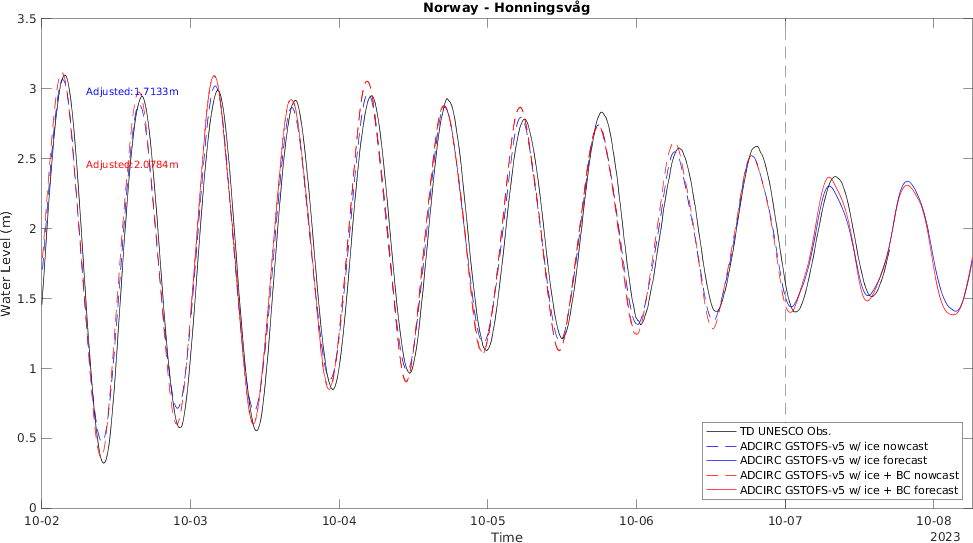 Norway - Honningsvåg
3.5
3
2.5
2
1.5
1
0.5
0
Water Level (m)
Adjusted:1.7133m
Adjusted:2.0784m
TD UNESCO Obs.
ADCIRC GSTOFS-v5 w/ ice nowcast
ADCIRC GSTOFS-v5 w/ ice forecast
ADCIRC GSTOFS-v5 w/ ice + BC nowcast
ADCIRC GSTOFS-v5 w/ ice + BC forecast
10-02 10-03 10-04 10-05 10-06 10-07 10-08
Time
2023